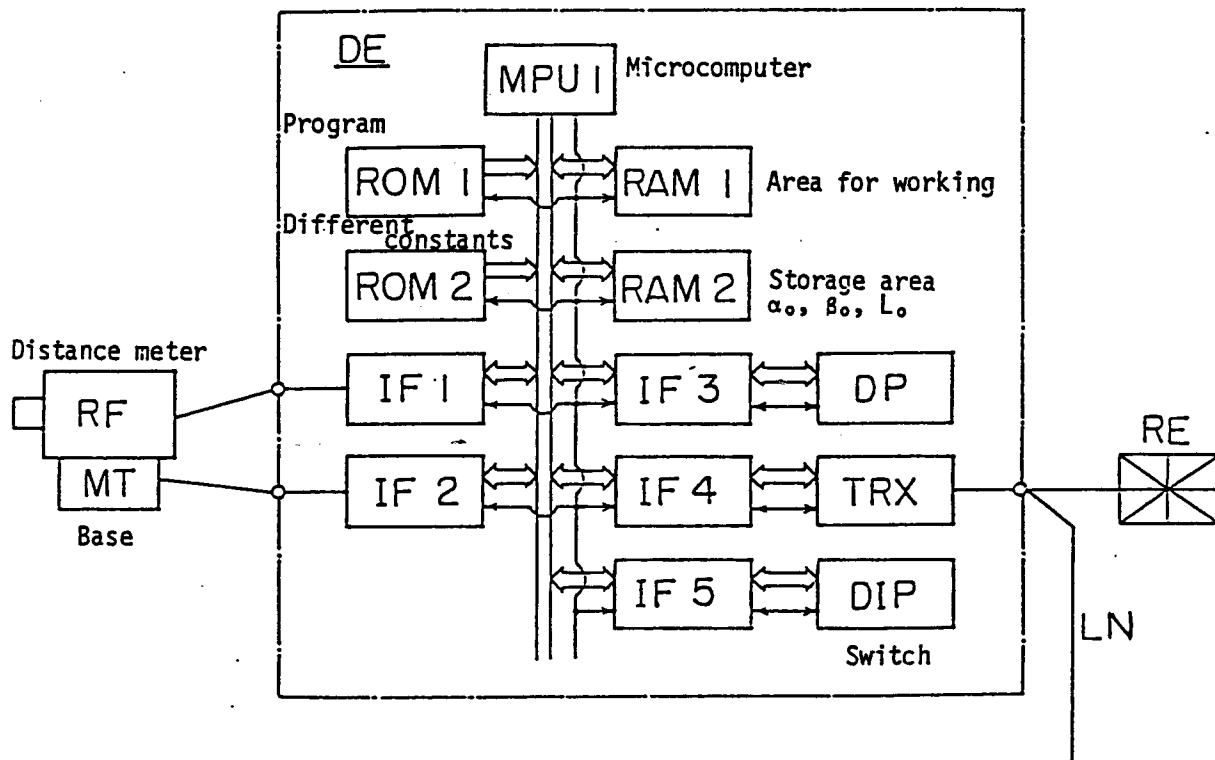 DE
MPU 1
Microcomputer
Program
ROM 1
RAM 1
Area for working
Different
constants
ROM 2
RAM 2
Storage area
α₀, β₀, L₀
Distance meter
RF
IF 1
IF 3
DP
RE
MT
IF 2
IF 4
TRX
Base
IF 5
DIP
LN
Switch